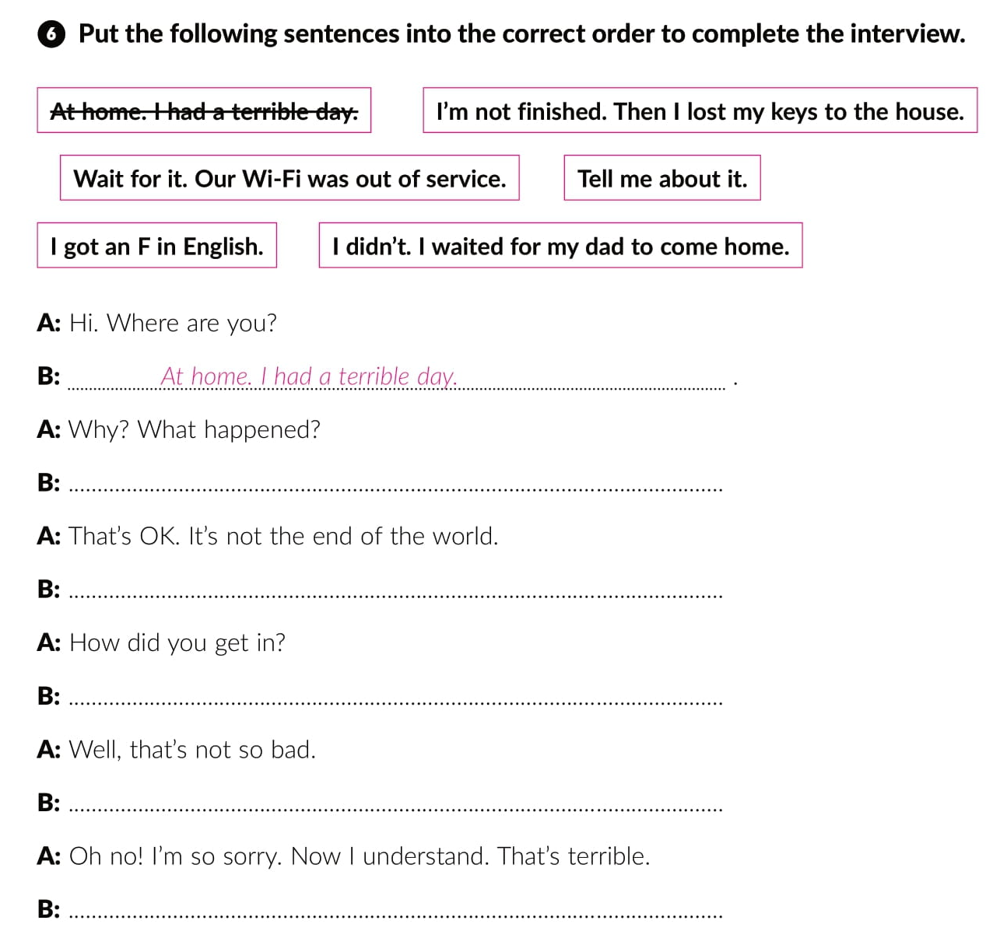 6 Put the following sentences into the correct order to complete the interview.
At home. I had a terrible day. I'm not finished. Then I lost my keys to the house.
Wait for it. Our Wi-Fi was out of service. Tell me about it.
I got an F in English. I didn't. I waited for my dad to come home.
A: Hi. Where are you?
B: At home. I had a terrible day. .
A: Why? What happened?
B:
A: That's OK. It's not the end of the world.
B:
A: How did you get in?
B:
A: Well, that's not so bad.
B:
A: Oh no! I'm so sorry. Now I understand. That's terrible.
B: